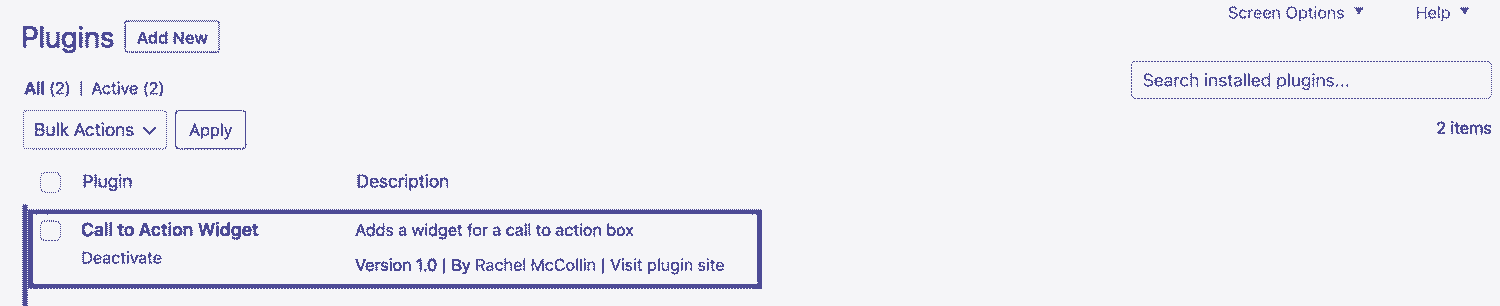 Screen Options ▼ Help ▼
Plugins Add New
All (2) | Active (2)
Search installed plugins...
Bulk Actions Apply
2 items
Plugin Description
Call to Action Widget Adds a widget for a call to action box
Deactivate Version 1.0 | By Rachel McCollin | Visit plugin site